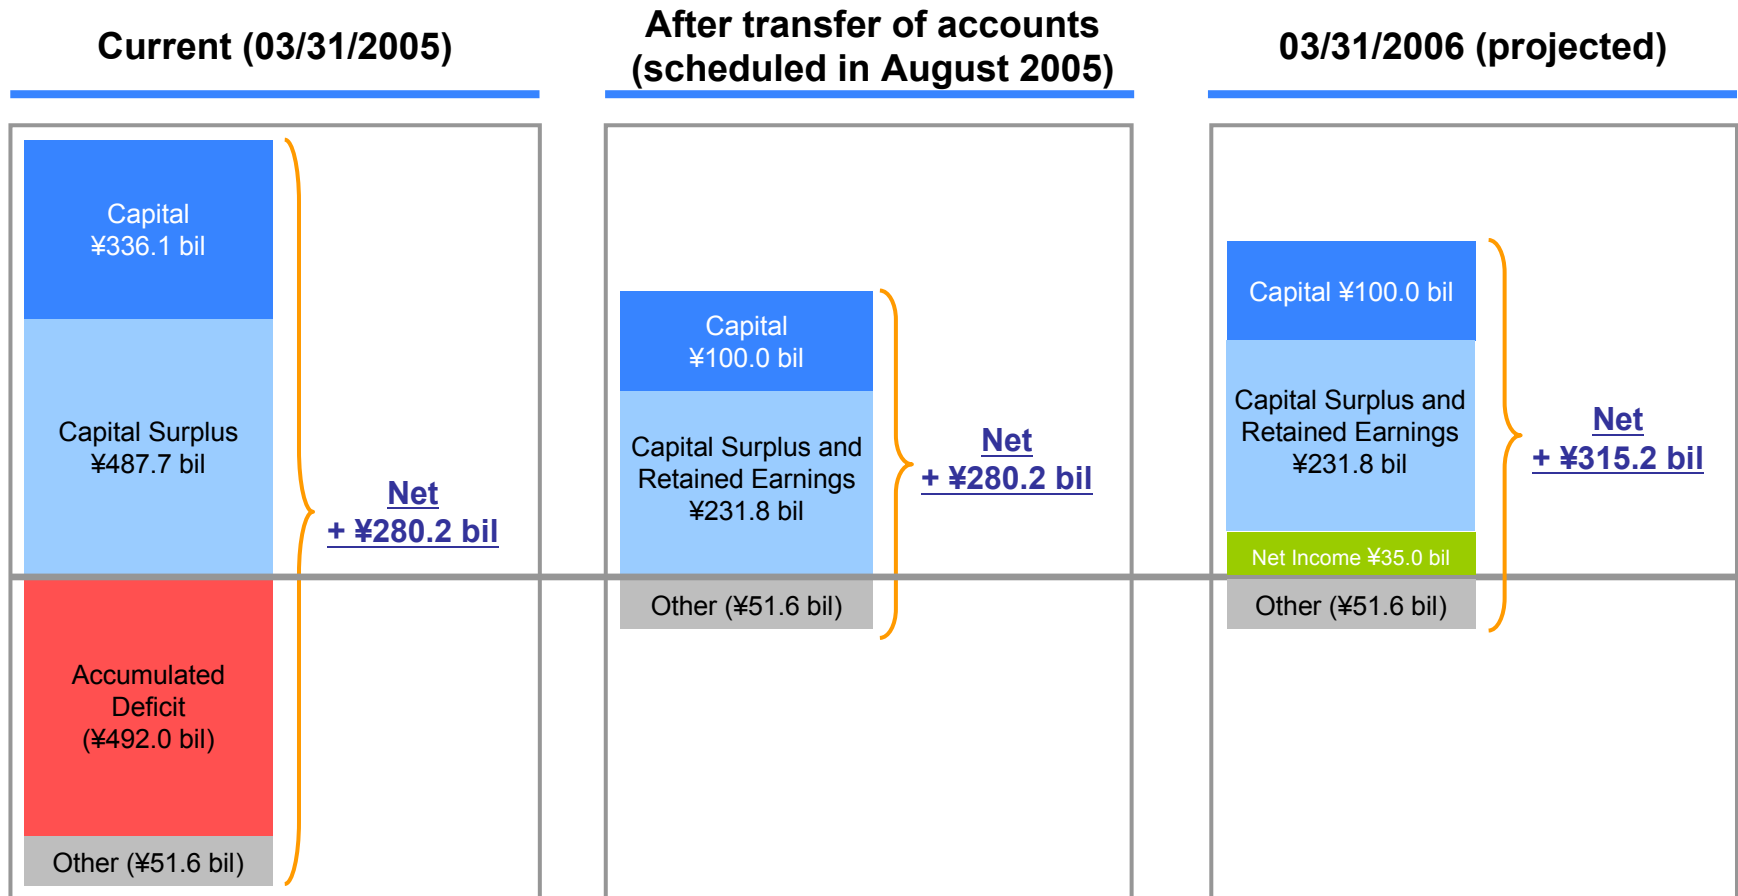 Current (03/31/2005)
After transfer of accounts
(scheduled in August 2005)
03/31/2006 (projected)
Capital
¥336.1 bil
Capital Surplus
¥487.7 bil
Net
+ ¥280.2 bil
Accumulated
Deficit
(¥492.0 bil)
Other (¥51.6 bil)
Capital
¥100.0 bil
Capital Surplus and
Retained Earnings
¥231.8 bil
Net
+ ¥280.2 bil
Other (¥51.6 bil)
Capital ¥100.0 bil
Capital Surplus and
Retained Earnings
¥231.8 bil
Net
+ ¥315.2 bil
Net Income ¥35.0 bil
Other (¥51.6 bil)